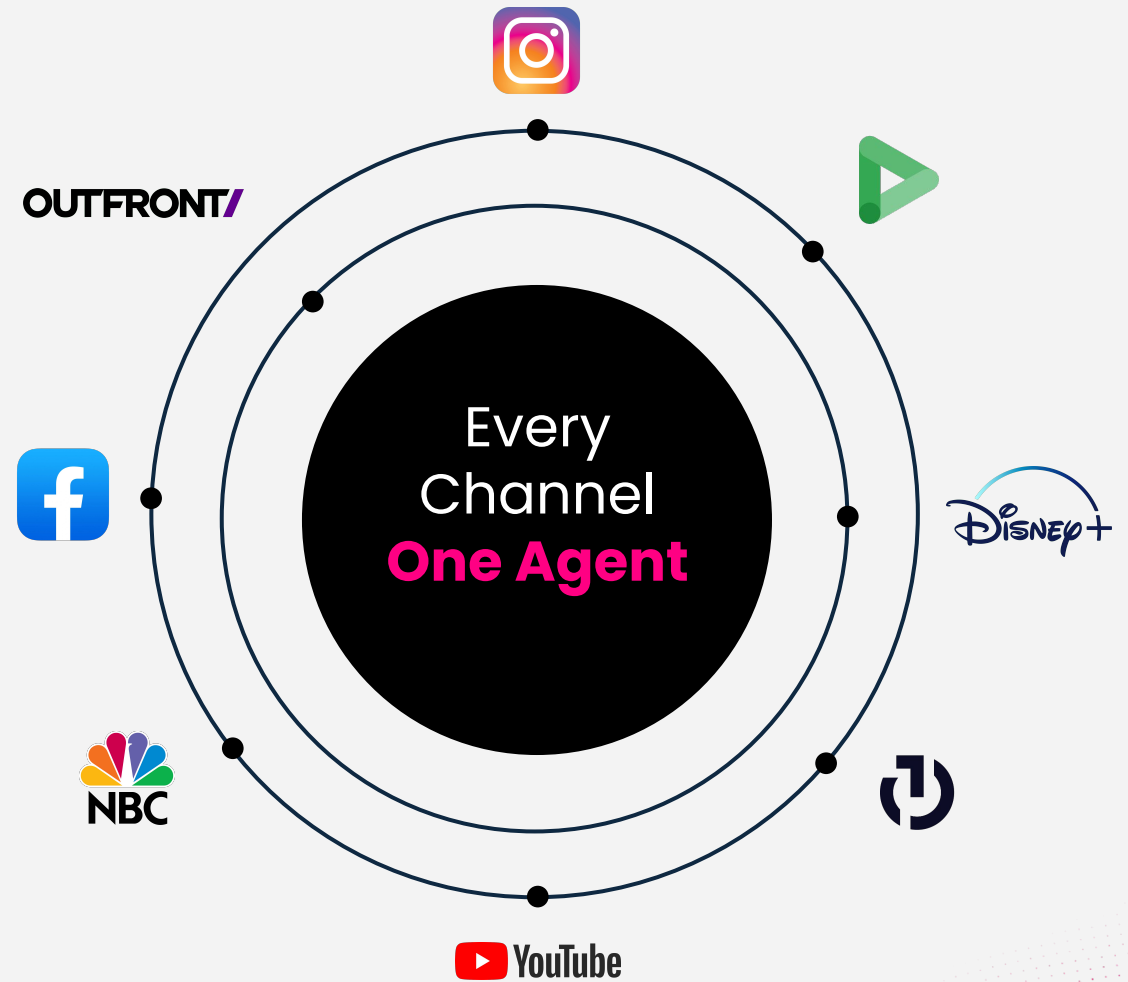 OUTFRONT/
Every
Channel
One Agent
Disney+
NBC
YouTube